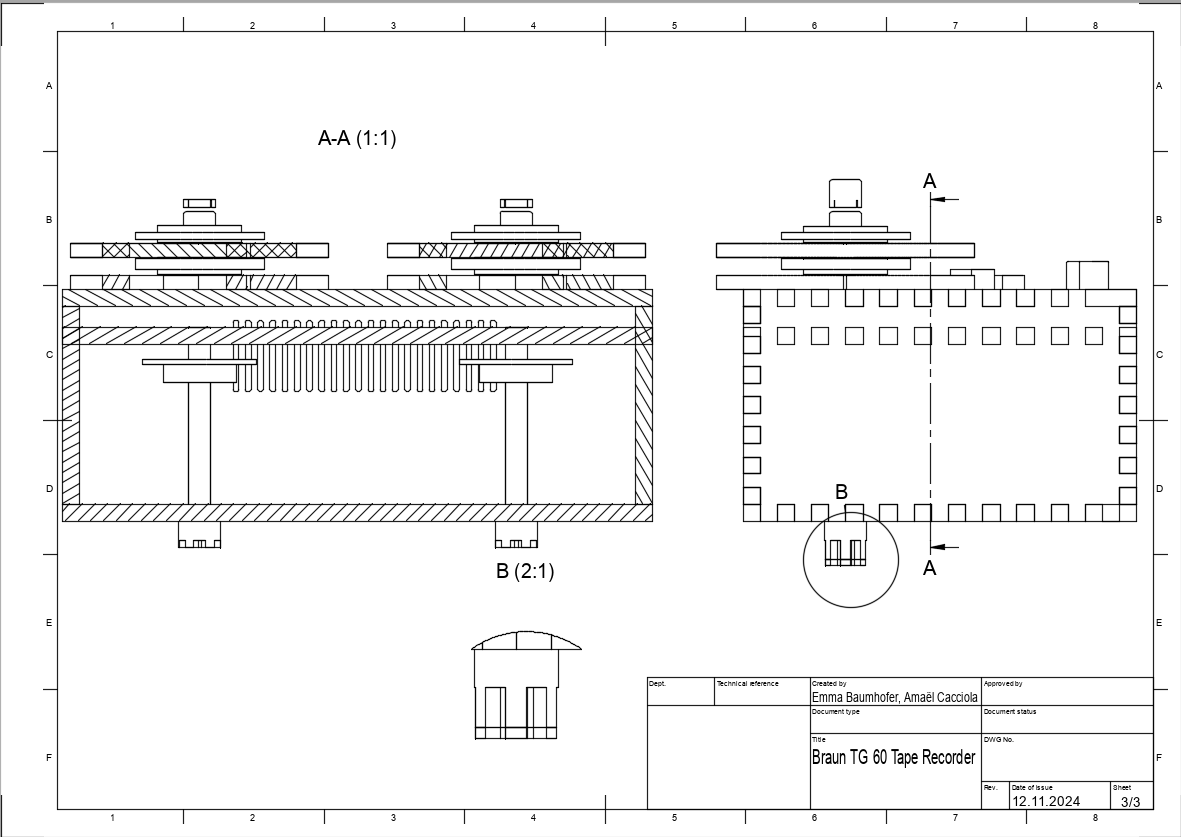 1 2 3 4 5 6 7 8
A A
A-A (1:1)
A
B B
C C
B
D D
A
B (2:1)
E E
Dept. Technical reference Created by Approved by
Emma Baumhofer, Amaël Cacciola
Document type Document status
Title DWG No.
Braun TG 60 Tape Recorder
F F
Rev. Date of issue Sheet
12.11.2024 3/3
1 2 3 4 5 6 7 8